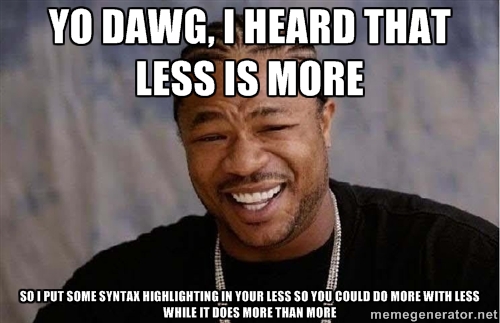 YO DAWG, I HEARD THAT
LESS IS MORE
SO I PUT SOME SYNTAX HIGHLIGHTING IN YOUR LESS SO YOU COULD DO MORE WITH LESS
WHILE IT DOES MORE THAN MORE
memegenerator.net